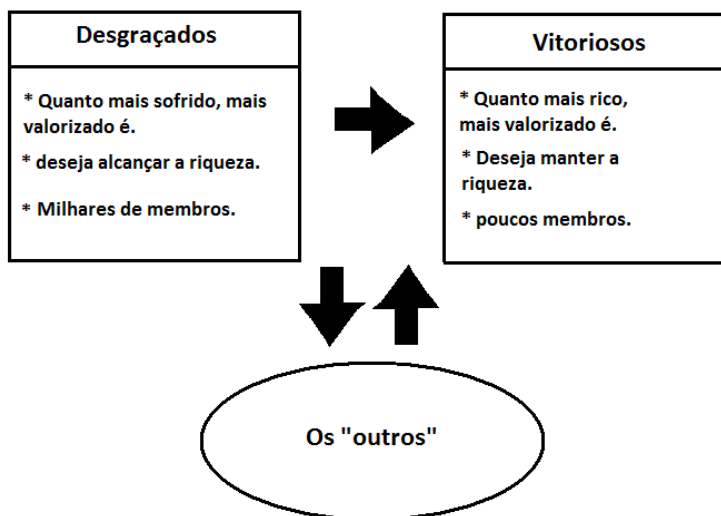 Desgraçados
* Quanto mais sofrido, mais
valorizado é.
* deseja alcançar a riqueza.
* Milhares de membros.
Vitoriosos
* Quanto mais rico,
mais valorizado é.
* Deseja manter a
riqueza.
* poucos membros.
Os "outros"